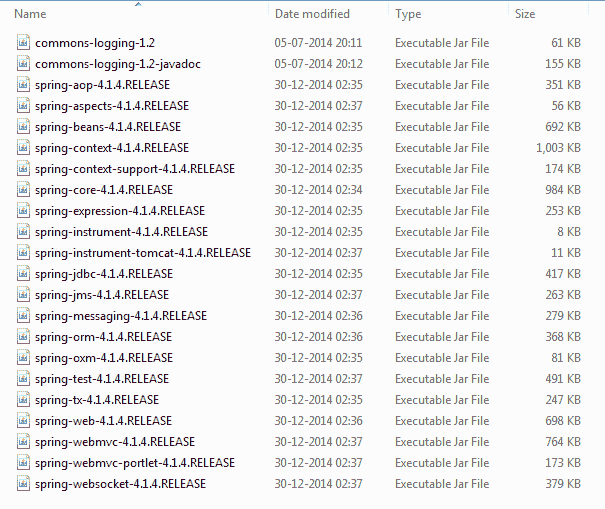 Name Date modified Type Size
commons-logging-1.2 05-07-2014 20:11 Executable Jar File 61 KB
commons-logging-1.2-javadoc 05-07-2014 20:12 Executable Jar File 155 KB
spring-aop-4.1.4.RELEASE 30-12-2014 02:35 Executable Jar File 351 KB
spring-aspects-4.1.4.RELEASE 30-12-2014 02:37 Executable Jar File 56 KB
spring-beans-4.1.4.RELEASE 30-12-2014 02:35 Executable Jar File 692 KB
spring-context-4.1.4.RELEASE 30-12-2014 02:35 Executable Jar File 1,003 KB
spring-context-support-4.1.4.RELEASE 30-12-2014 02:35 Executable Jar File 174 KB
spring-core-4.1.4.RELEASE 30-12-2014 02:34 Executable Jar File 984 KB
spring-expression-4.1.4.RELEASE 30-12-2014 02:35 Executable Jar File 253 KB
spring-instrument-4.1.4.RELEASE 30-12-2014 02:35 Executable Jar File 8 KB
spring-instrument-tomcat-4.1.4.RELEASE 30-12-2014 02:37 Executable Jar File 11 KB
spring-jdbc-4.1.4.RELEASE 30-12-2014 02:35 Executable Jar File 417 KB
spring-jms-4.1.4.RELEASE 30-12-2014 02:37 Executable Jar File 263 KB
spring-messaging-4.1.4.RELEASE 30-12-2014 02:36 Executable Jar File 279 KB
spring-orm-4.1.4.RELEASE 30-12-2014 02:36 Executable Jar File 368 KB
spring-oxm-4.1.4.RELEASE 30-12-2014 02:35 Executable Jar File 81 KB
spring-test-4.1.4.RELEASE 30-12-2014 02:37 Executable Jar File 491 KB
spring-tx-4.1.4.RELEASE 30-12-2014 02:35 Executable Jar File 247 KB
spring-web-4.1.4.RELEASE 30-12-2014 02:36 Executable Jar File 698 KB
spring-webmvc-4.1.4.RELEASE 30-12-2014 02:37 Executable Jar File 764 KB
spring-webmvc-portlet-4.1.4.RELEASE 30-12-2014 02:37 Executable Jar File 173 KB
spring-websocket-4.1.4.RELEASE 30-12-2014 02:37 Executable Jar File 379 KB